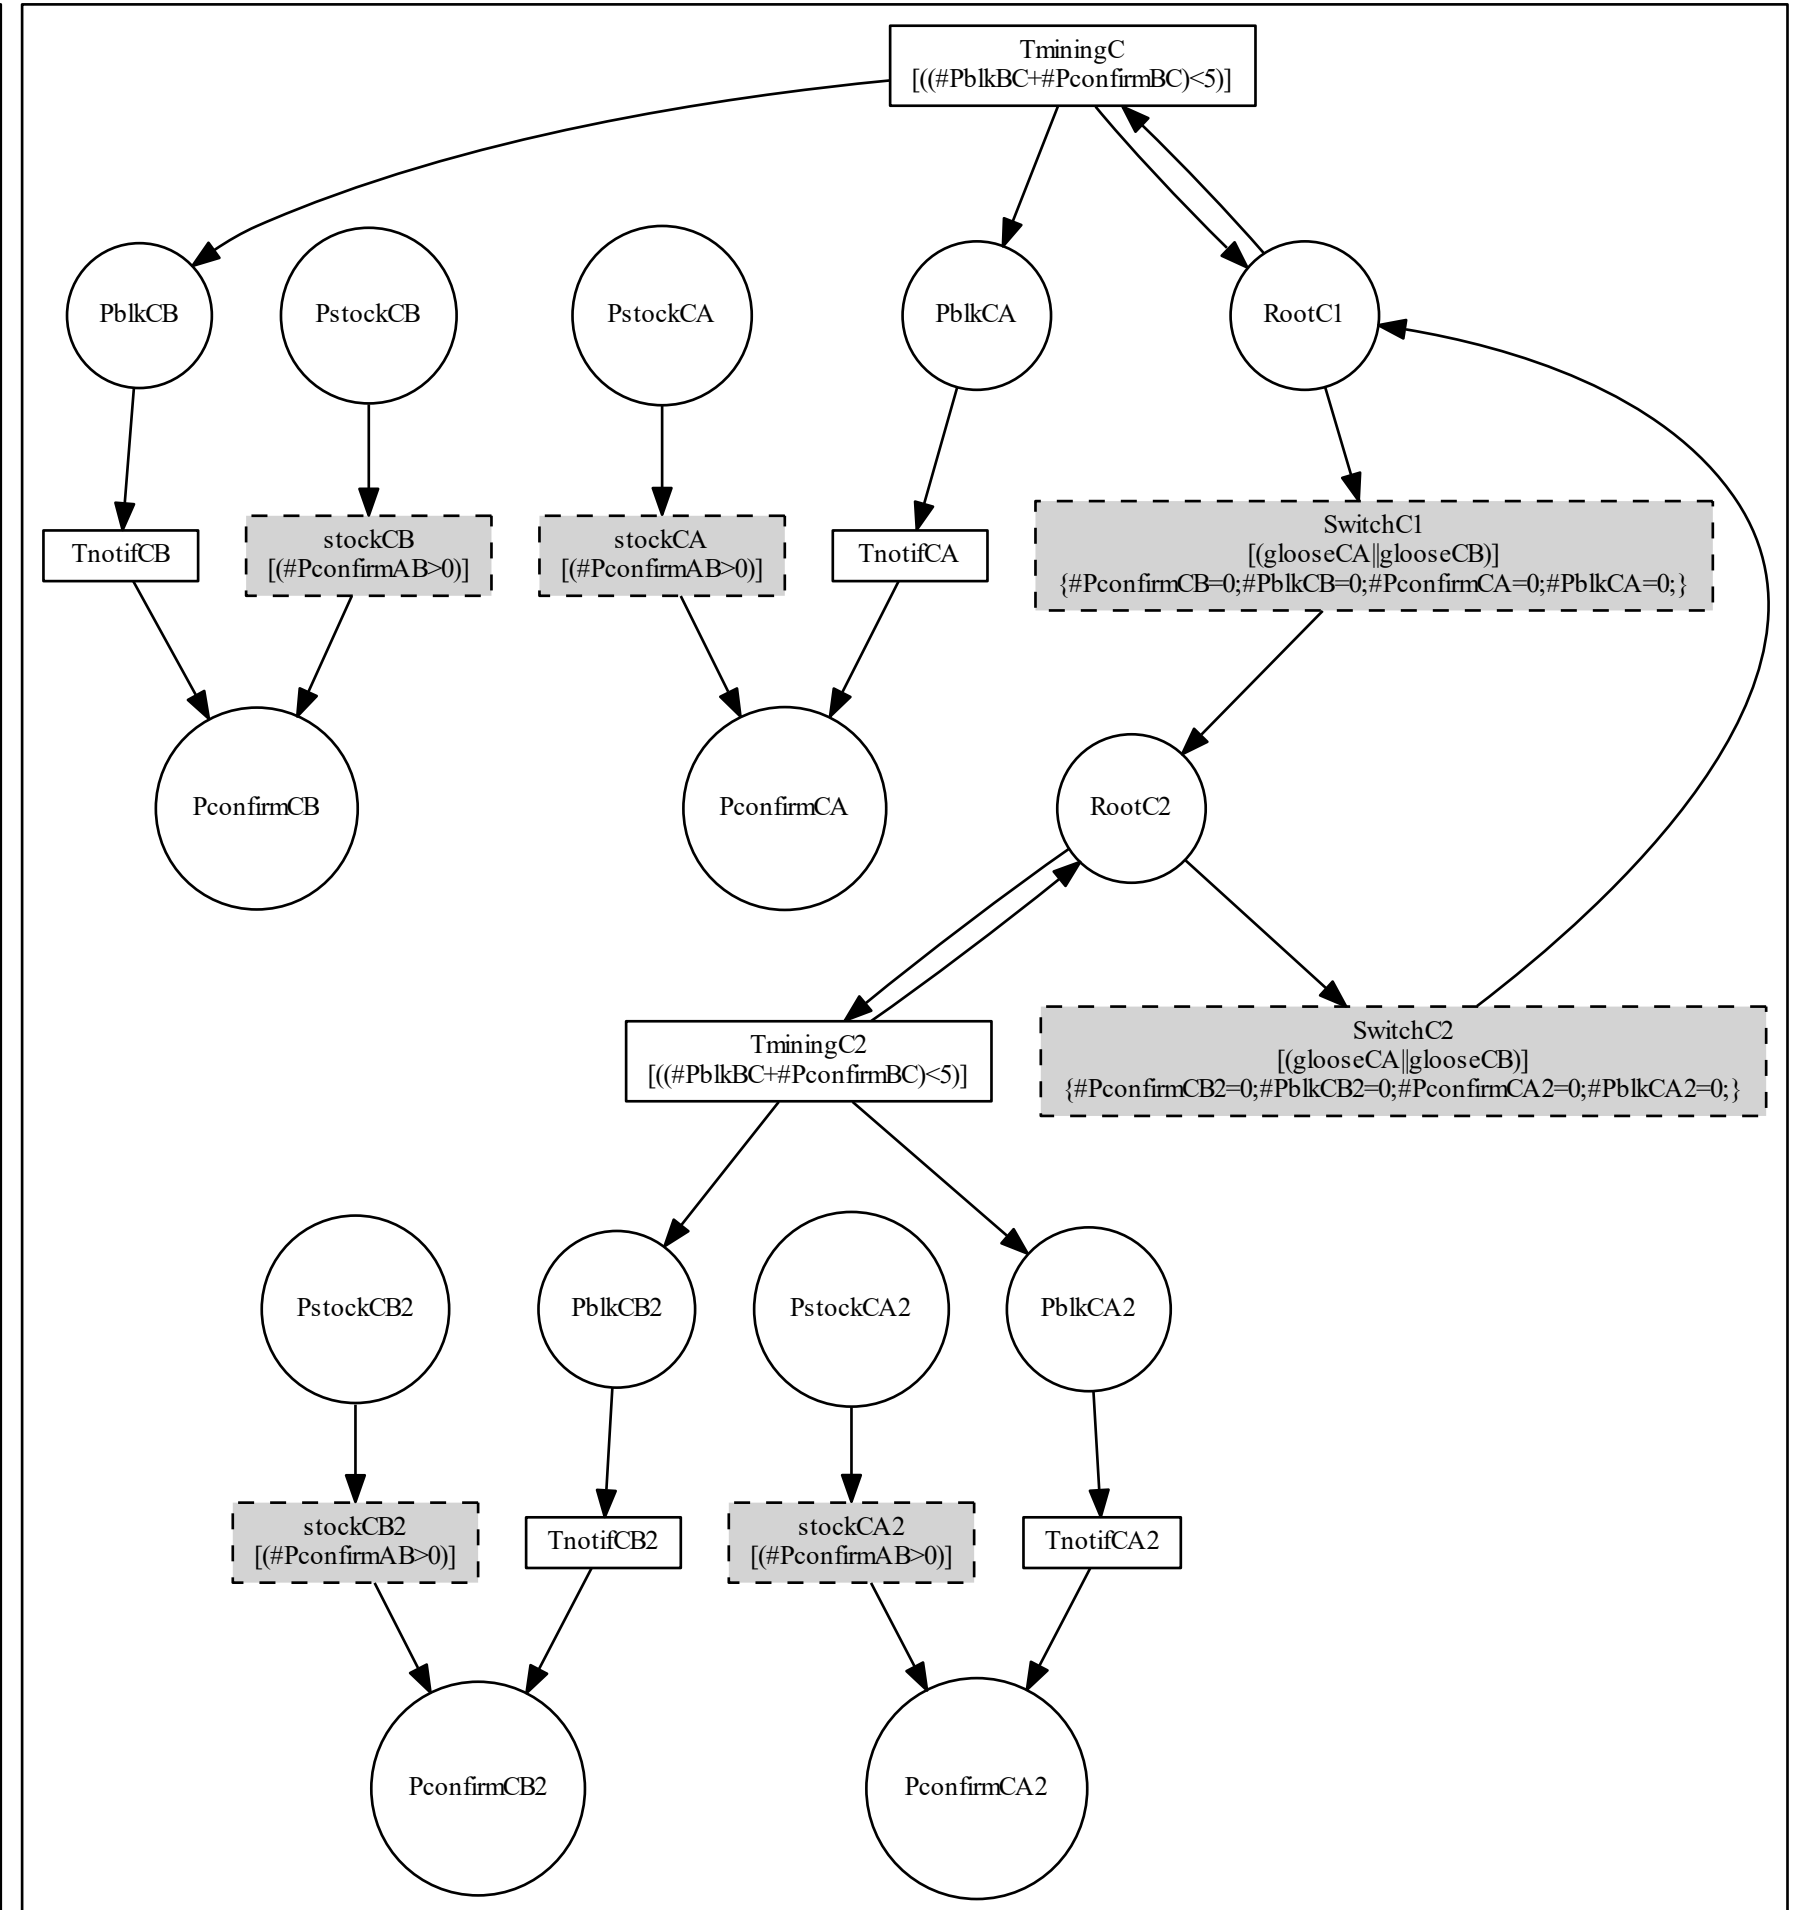 TminingC
[((#PblkBC+#PconfirmBC)<5)]
PblkCB
PstockCB
PstockCA
PblkCA
RootC1
TnotifCB
stockCB
[(#PconfirmAB>0)]
stockCA
[(#PconfirmAB>0)]
TnotifCA
SwitchC1
[(glooseCA||glooseCB)]
{#PconfirmCB=0;#PblkCB=0;#PconfirmCA=0;#PblkCA=0;}
PconfirmCB
PconfirmCA
RootC2
TminingC2
[((#PblkBC+#PconfirmBC)<5)]
SwitchC2
[(glooseCA||glooseCB)]
{#PconfirmCB2=0;#PblkCB2=0;#PconfirmCA2=0;#PblkCA2=0;}
PstockCB2
PblkCB2
PstockCA2
PblkCA2
stockCB2
[(#PconfirmAB>0)]
TnotifCB2
stockCA2
[(#PconfirmAB>0)]
TnotifCA2
PconfirmCB2
PconfirmCA2